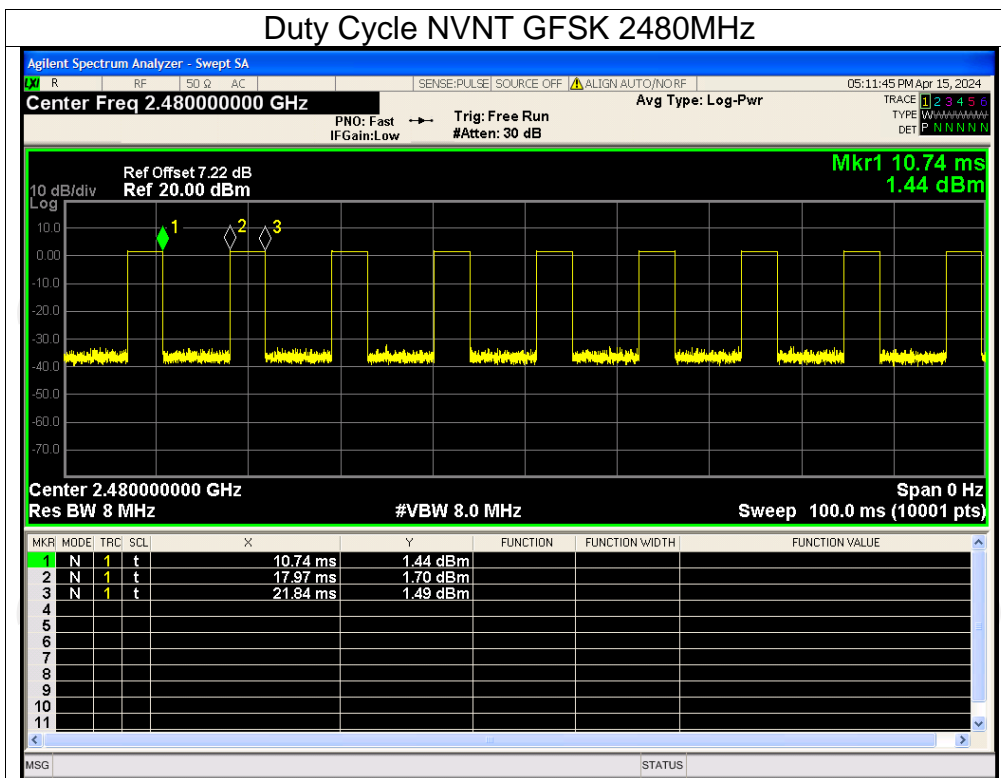 Duty Cycle NVNT GFSK 2480MHz
Agilent Spectrum Analyzer - Swept SA
LXI R RF 50 Ω AC SENSE:PULSE SOURCE OFF ALIGN AUTO/NO RF 05:11:45 PM Apr 15, 2024
Center Freq 2.480000000 GHz Avg Type: Log-Pwr TRACE 1 2 3 4 5 6
PNO: Fast Trig: Free Run TYPE WWWWWW
IFGain:Low #Atten: 30 dB DET P N N N N N
Mkr1 10.74 ms
Ref Offset 7.22 dB
10 dB/div Ref 20.00 dBm 1.44 dBm
Log
1 2 3
10.0
0.00
-10.0
-20.0
-30.0
-40.0
-50.0
-60.0
-70.0
Center 2.480000000 GHz Span 0 Hz
Res BW 8 MHz #VBW 8.0 MHz Sweep 100.0 ms (10001 pts)
MKR MODE TRC SCL X Y FUNCTION FUNCTION WIDTH FUNCTION VALUE
1 N 1 t 10.74 ms 1.44 dBm
2 N 1 t 17.97 ms 1.70 dBm
3 N 1 t 21.84 ms 1.49 dBm
4
5
6
7
8
9
10
11
MSG STATUS